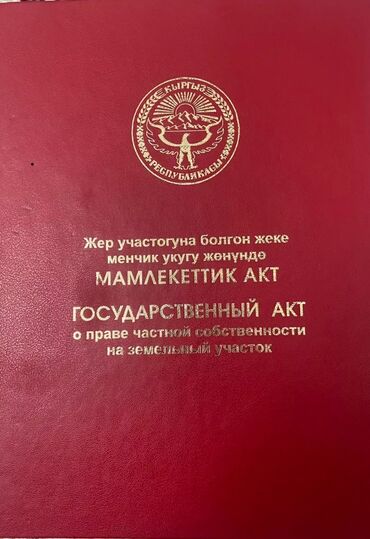 КЫРГЫЗ
РЕСПУБЛИКАСЫ
Жер участогуна болгон жеке
менчик укугу жөнүндө
МАМЛЕКЕТТИК АКТ
ГОСУДАРСТВЕННЫЙ АКТ
о праве частной собственности
на земельный участок